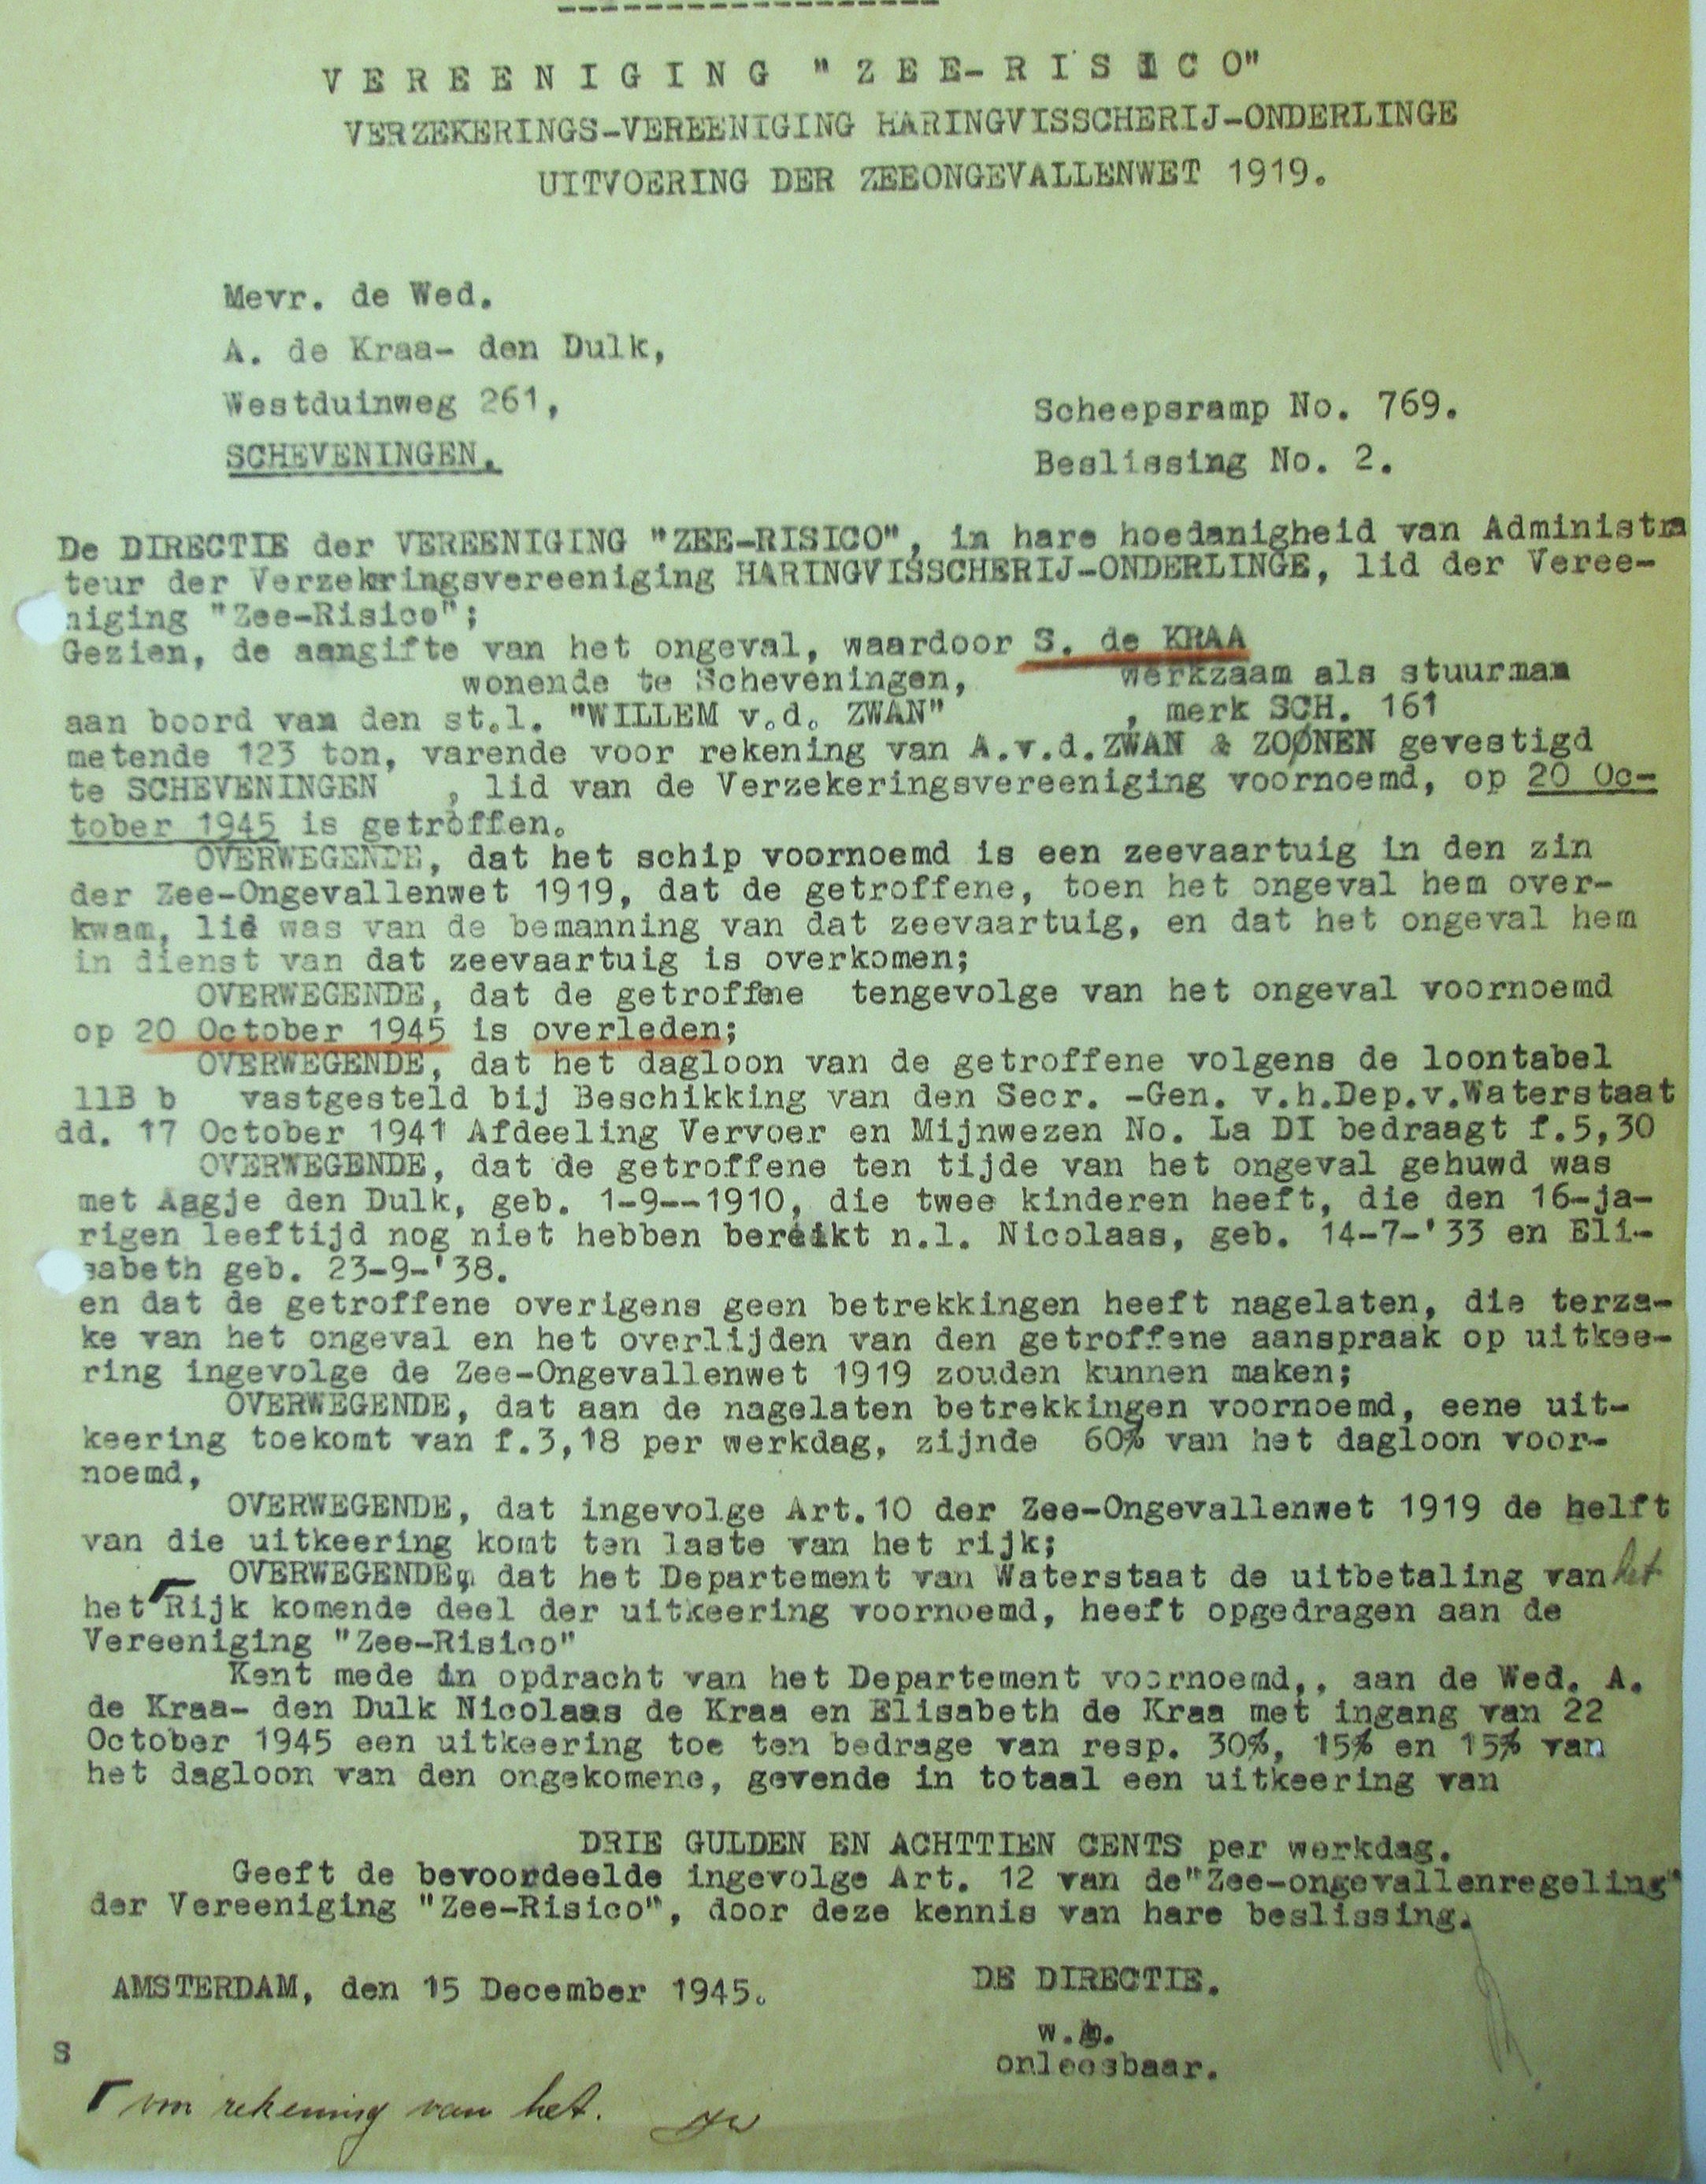 VEREENIGING "ZEE-RISICO"
VERZEKERINGS-VEREENIGING HARINGVISSCHERIJ-ONDERLINGE
UITVOERING DER ZEEONGEVALLENWET 1919.
Mevr. de Wed.
A. de Kraa- den Dulk,
Westduinweg 261,
SCHEVENINGEN.
Scheepsramp No. 769.
Beslissing No. 2.
De DIRECTIE der VEREENIGING "ZEE-RISICO", in hare hoedanigheid van Administra
teur der Verzekringsvereeniging HARINGVISSCHERIJ-ONDERLINGE, lid der Veree-
niging "Zee-Risico";
Gezien, de aangifte van het ongeval, waardoor S. de KRAA
wonende te Scheveningen, werkzaam als stuurman
aan boord van den st.l. "WILLEM v.d. ZWAN" , merk SCH. 161
metende 123 ton, varende voor rekening van A.v.d.ZWAN & ZOONEN gevestigd
te SCHEVENINGEN , lid van de Verzekeringsvereeniging voornoemd, op 20 Oc-
tober 1945 is getroffen.
OVERWEGENDE, dat het schip voornoemd is een zeevaartuig in den zin
der Zee-Ongevallenwet 1919, dat de getroffene, toen het ongeval hem over-
kwam, lid was van de bemanning van dat zeevaartuig, en dat het ongeval hem
in dienst van dat zeevaartuig is overkomen;
OVERWEGENDE, dat de getroffene tengevolge van het ongeval voornoemd
op 20 October 1945 is overleden;
OVERWEGENDE, dat het dagloon van de getroffene volgens de loontabel
11B b vastgesteld bij Beschikking van den Secr. -Gen. v.h.Dep.v.Waterstaat
dd. 17 October 1941 Afdeeling Vervoer en Mijnwezen No. La DI bedraagt f.5,30
OVERWEGENDE, dat de getroffene ten tijde van het ongeval gehuwd was
met Aagje den Dulk, geb. 1-9--1910, die twee kinderen heeft, die den 16-ja-
rigen leeftijd nog niet hebben bereikt n.l. Nicolaas, geb. 14-7-'33 en Eli-
sabeth geb. 23-9-'38.
en dat de getroffene overigens geen betrekkingen heeft nagelaten, die terza-
ke van het ongeval en het overlijden van den getroffene aanspraak op uitkee-
ring ingevolge de Zee-Ongevallenwet 1919 zouden kunnen maken;
OVERWEGENDE, dat aan de nagelaten betrekkingen voornoemd, eene uit-
keering toekomt van f.3,18 per werkdag, zijnde 60% van het dagloon voor-
noemd,
OVERWEGENDE, dat ingevolge Art.10 der Zee-Ongevallenwet 1919 de helft
van die uitkeering komt ten laste van het rijk;
OVERWEGENDE, dat het Departement van Waterstaat de uitbetaling van het
het Rijk komende deel der uitkeering voornoemd, heeft opgedragen aan de
Vereeniging "Zee-Risico"
Kent mede in opdracht van het Departement voornoemd,, aan de Wed. A.
de Kraa- den Dulk Nicolaas de Kraa en Elisabeth de Kraa met ingang van 22
October 1945 een uitkeering toe ten bedrage van resp. 30%, 15% en 15% van
het dagloon van den omgekomene, gevende in totaal een uitkeering van
DRIE GULDEN EN ACHTTIEN CENTS per werkdag.
Geeft de bevoordeelde ingevolge Art. 12 van de"Zee-ongevallenregeling"
der Vereeniging "Zee-Risico", door deze kennis van hare beslissing.
AMSTERDAM, den 15 December 1945.
DE DIRECTIE.
w.g.
onleesbaar.
S
van rekening van het.